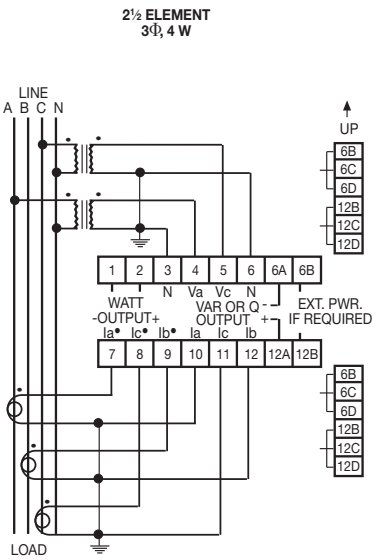 2½ ELEMENT
3Φ, 4 W
LINE
A B C N
UP
6B
6C
6D
12B
12C
12D
1 2 3 4 5 6 6A 6B
N Va Vc N
WATT
-OUTPUT+
VAR OR Q -
OUTPUT +
EXT. PWR.
IF REQUIRED
Ia• Ic• Ib• Ia Ic Ib
7 8 9 10 11 12 12A 12B
6B
6C
6D
12B
12C
12D
LOAD